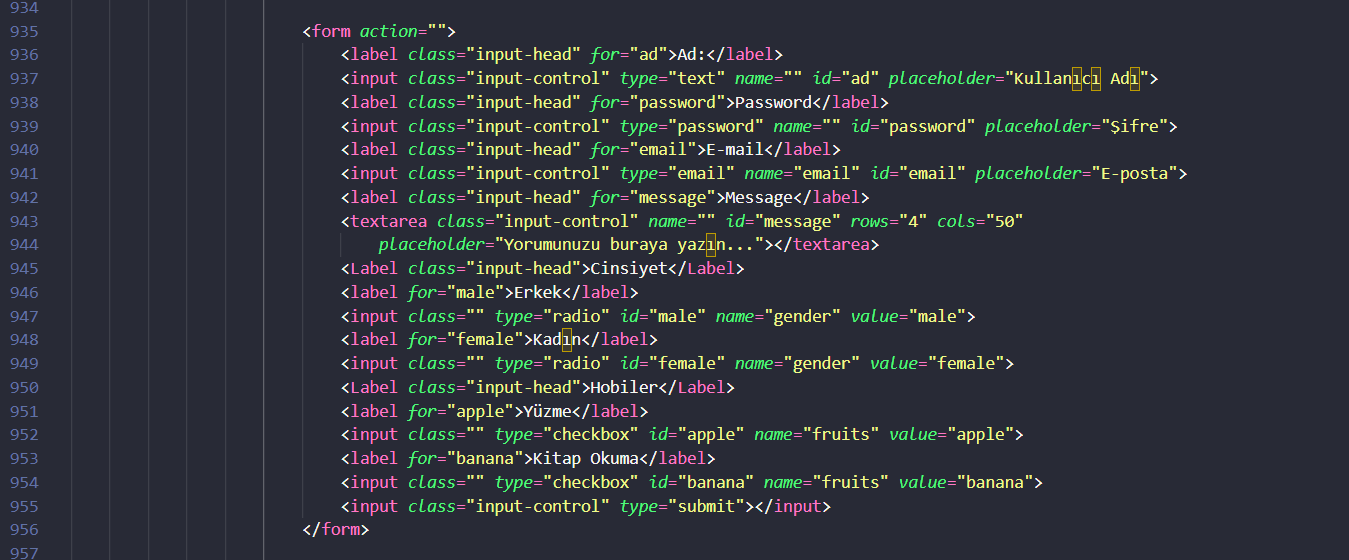 934
935 <form action="">
936 <label class="input-head" for="ad">Ad:</label>
937 <input class="input-control" type="text" name="" id="ad" placeholder="Kullanıcı Adı">
938 <label class="input-head" for="password">Password</label>
939 <input class="input-control" type="password" name="" id="password" placeholder="Şifre">
940 <label class="input-head" for="email">E-mail</label>
941 <input class="input-control" type="email" name="email" id="email" placeholder="E-posta">
942 <label class="input-head" for="message">Message</label>
943 <textarea class="input-control" name="" id="message" rows="4" cols="50"
944 placeholder="Yorumunuzu buraya yazın..."></textarea>
945 <Label class="input-head">Cinsiyet</Label>
946 <label for="male">Erkek</label>
947 <input class="" type="radio" id="male" name="gender" value="male">
948 <label for="female">Kadın</label>
949 <input class="" type="radio" id="female" name="gender" value="female">
950 <Label class="input-head">Hobiler</Label>
951 <label for="apple">Yüzme</label>
952 <input class="" type="checkbox" id="apple" name="fruits" value="apple">
953 <label for="banana">Kitap Okuma</label>
954 <input class="" type="checkbox" id="banana" name="fruits" value="banana">
955 <input class="input-control" type="submit"></input>
956 </form>
957